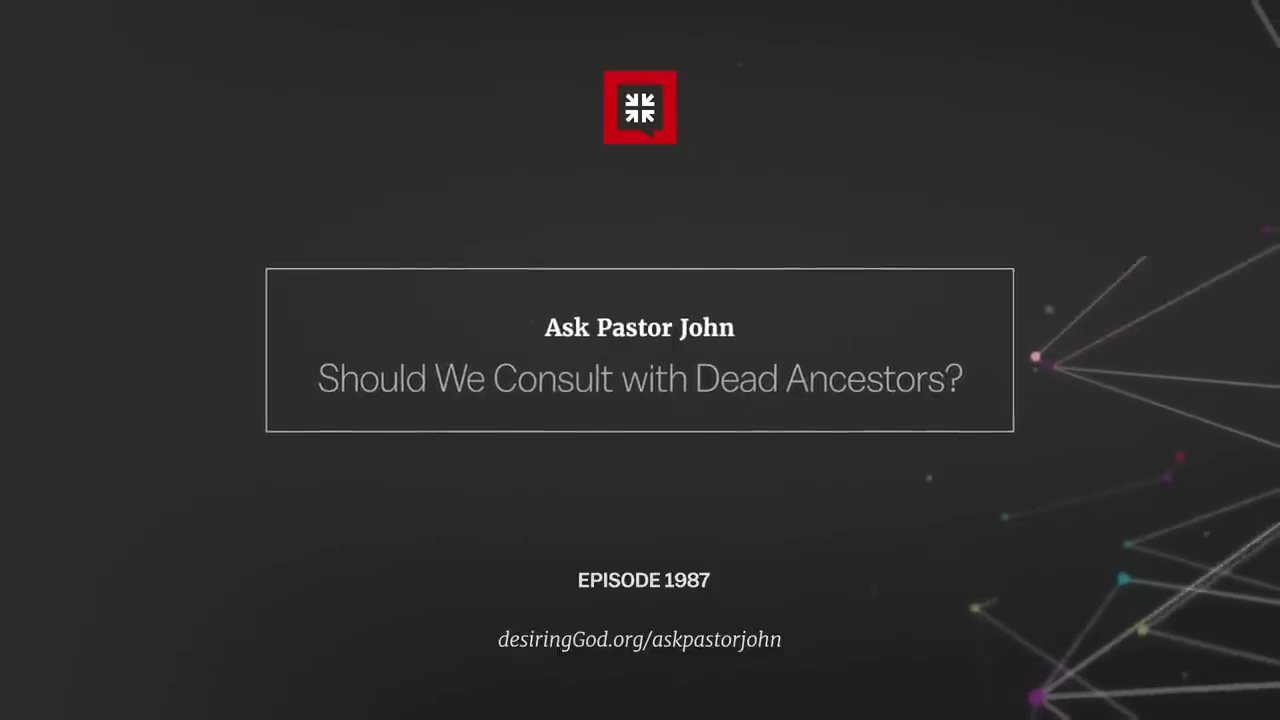 Ask Pastor John
Should We Consult with Dead Ancestors?
EPISODE 1987
desiringGod.org/askpastorjohn